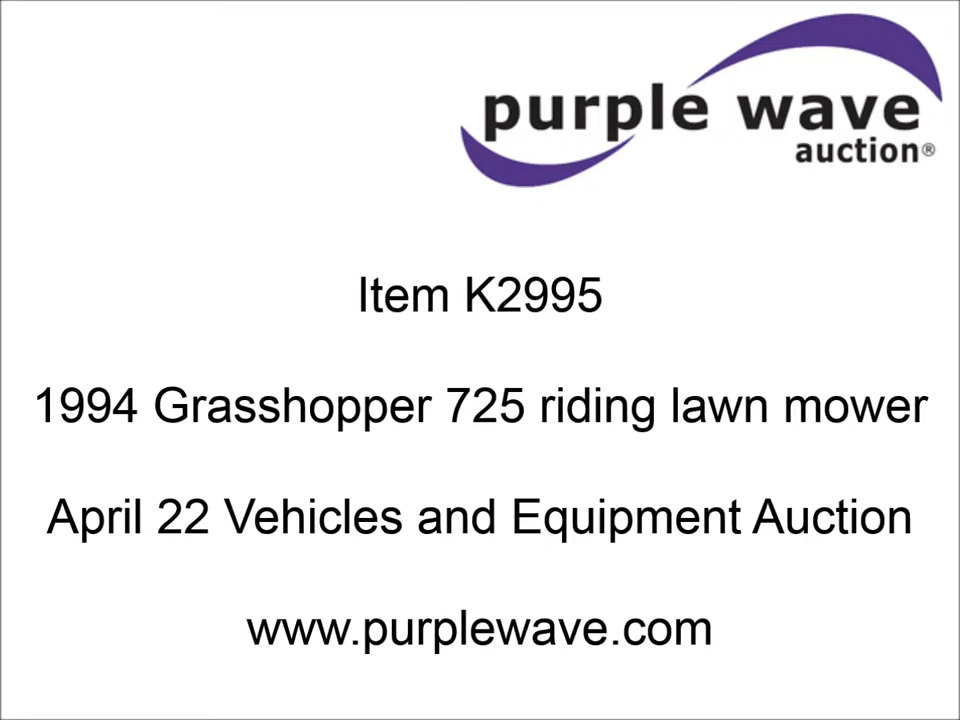 purple wave
auction®
Item K2995
1994 Grasshopper 725 riding lawn mower
April 22 Vehicles and Equipment Auction
www.purplewave.com